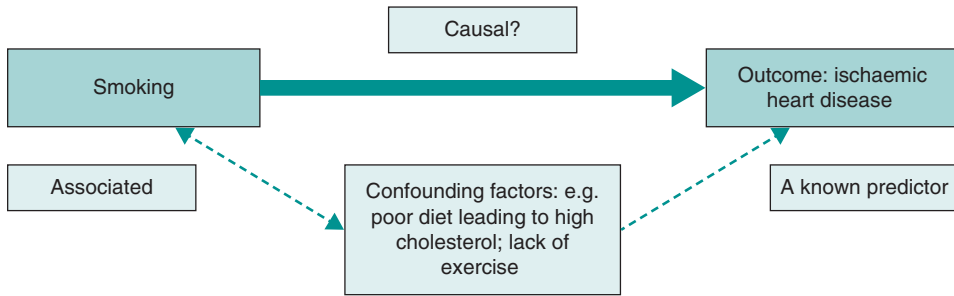 Causal?
Smoking
Outcome: ischaemic
heart disease
Associated
Confounding factors: e.g.
poor diet leading to high
cholesterol; lack of
exercise
A known predictor